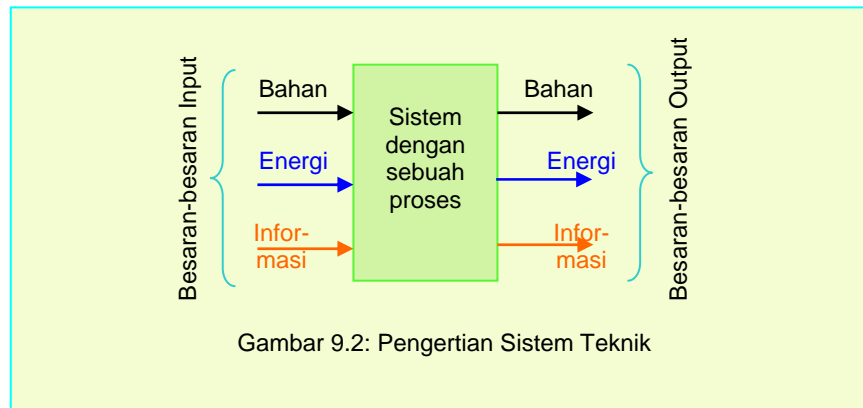 Besaran-besaran Input
Bahan
Energi
Infor-
masi
Sistem
dengan
sebuah
proses
Bahan
Energi
Infor-
masi
Besaran-besaran Output
Gambar 9.2: Pengertian Sistem Teknik